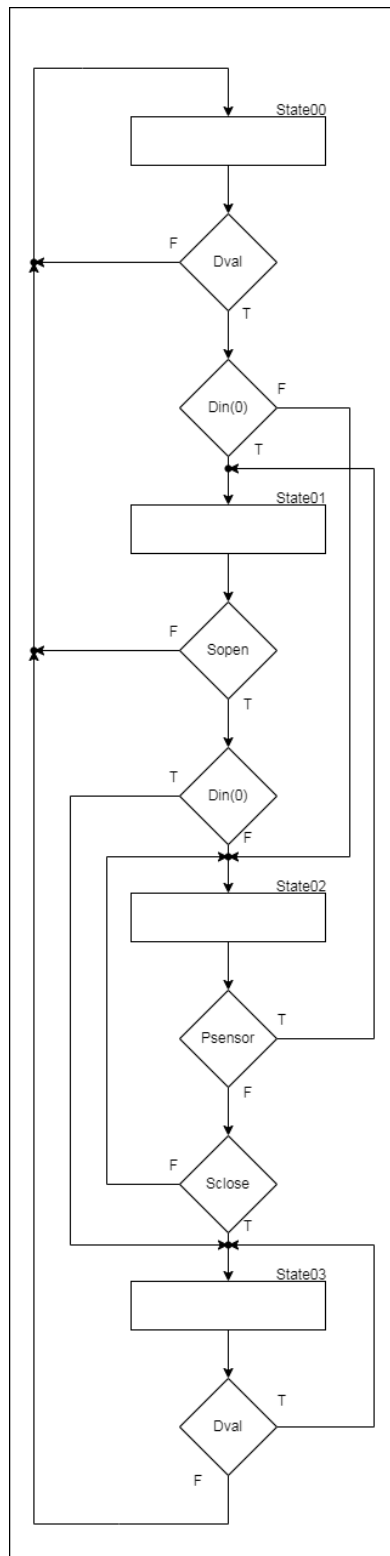 State00
F
Dval
T
F
Din(0)
T
State01
F
Sopen
T
T
Din(0)
F
State02
Psensor
T
F
F
Sclose
T
State03
T
Dval
F